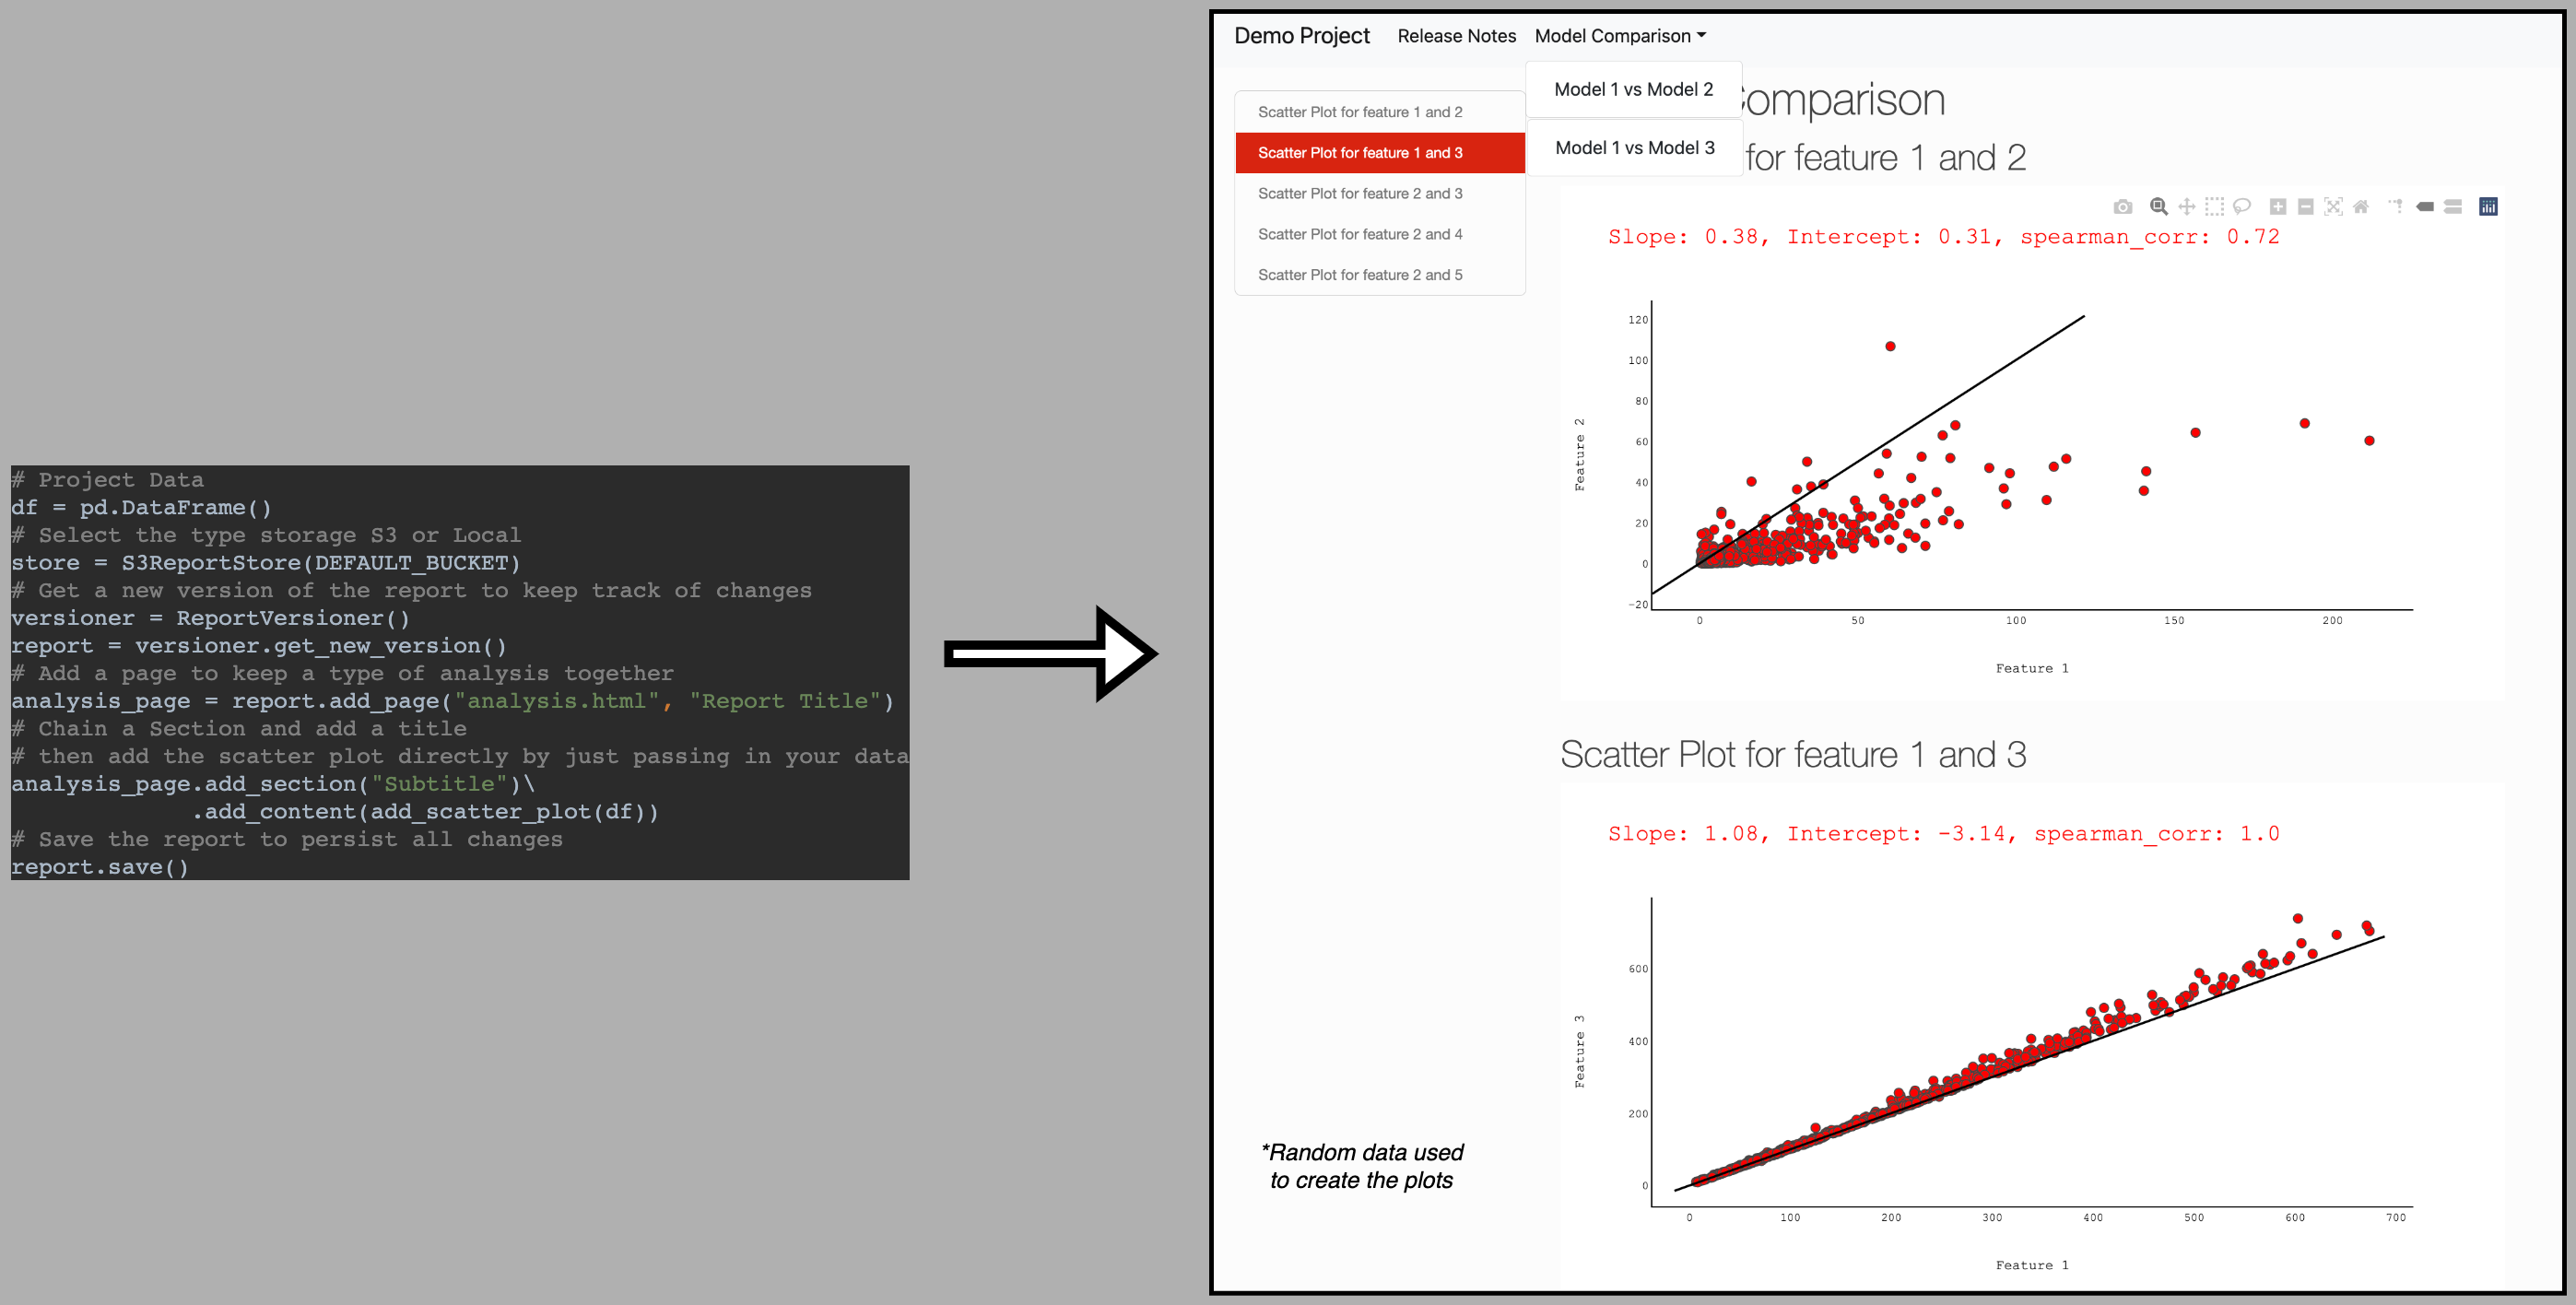 # Project Data
df = pd.DataFrame()
# Select the type storage S3 or Local
store = S3ReportStore(DEFAULT_BUCKET)
# Get a new version of the report to keep track of changes
versioner = ReportVersioner()
report = versioner.get_new_version()
# Add a page to keep a type of analysis together
analysis_page = report.add_page("analysis.html", "Report Title")
# Chain a Section and add a title
# then add the scatter plot directly by just passing in your data
analysis_page.add_section("Subtitle")\
.add_content(add_scatter_plot(df))
# Save the report to persist all changes
report.save()
Demo Project Release Notes Model Comparison
Model 1 vs Model 2
Model 1 vs Model 3
Scatter Plot for feature 1 and 2
Scatter Plot for feature 1 and 3
Scatter Plot for feature 2 and 3
Scatter Plot for feature 2 and 4
Scatter Plot for feature 2 and 5
*Random data used
to create the plots
omparison
for feature 1 and 2
Slope: 0.38, Intercept: 0.31, spearman_corr: 0.72
120
100
80
60
40
20
0
−20
Feature 2
0 50 100 150 200
Feature 1
Scatter Plot for feature 1 and 3
Slope: 1.08, Intercept: -3.14, spearman_corr: 1.0
600
400
200
0
Feature 3
0 100 200 300 400 500 600 700
Feature 1